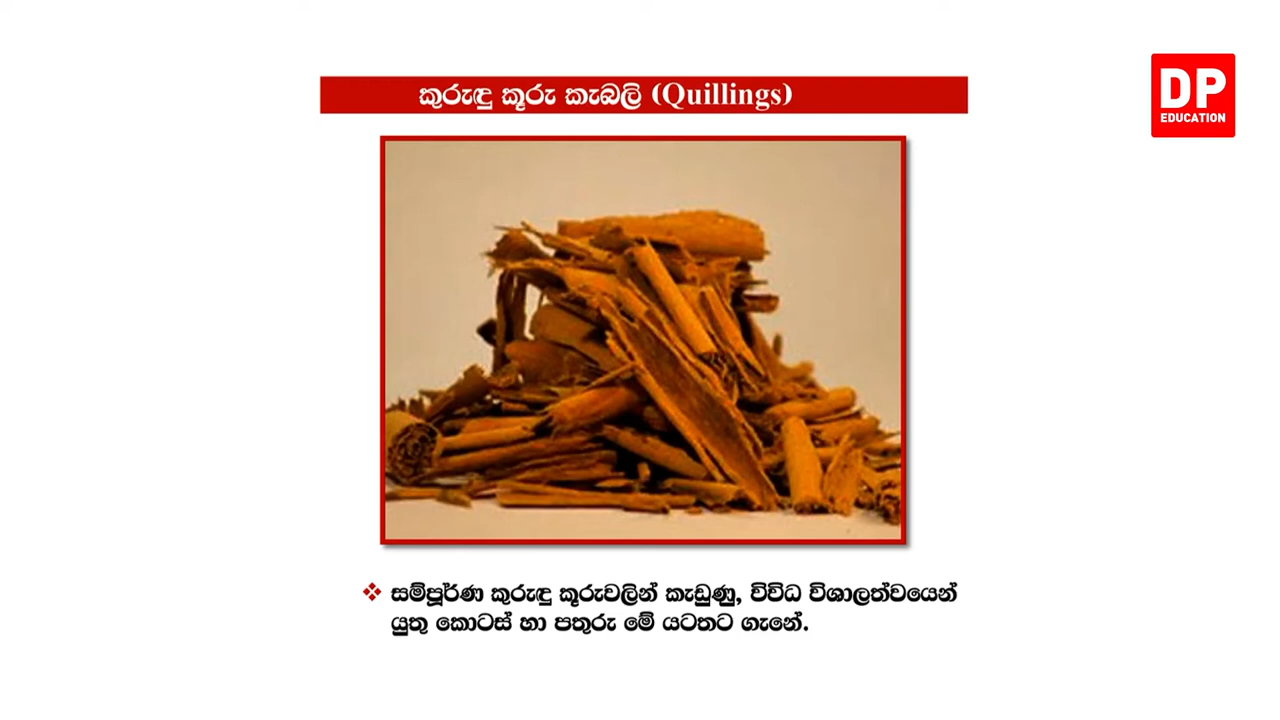 කුරුඳු කූරු කැබලි (Quillings)
DP
EDUCATION
සම්පූර්ණ කුරුඳු කූරුවලින් කැඩුණු, විවිධ විශාලත්වයෙන්
යුතු කොටස් හා පතුරු මේ යටතට ගැනේ.